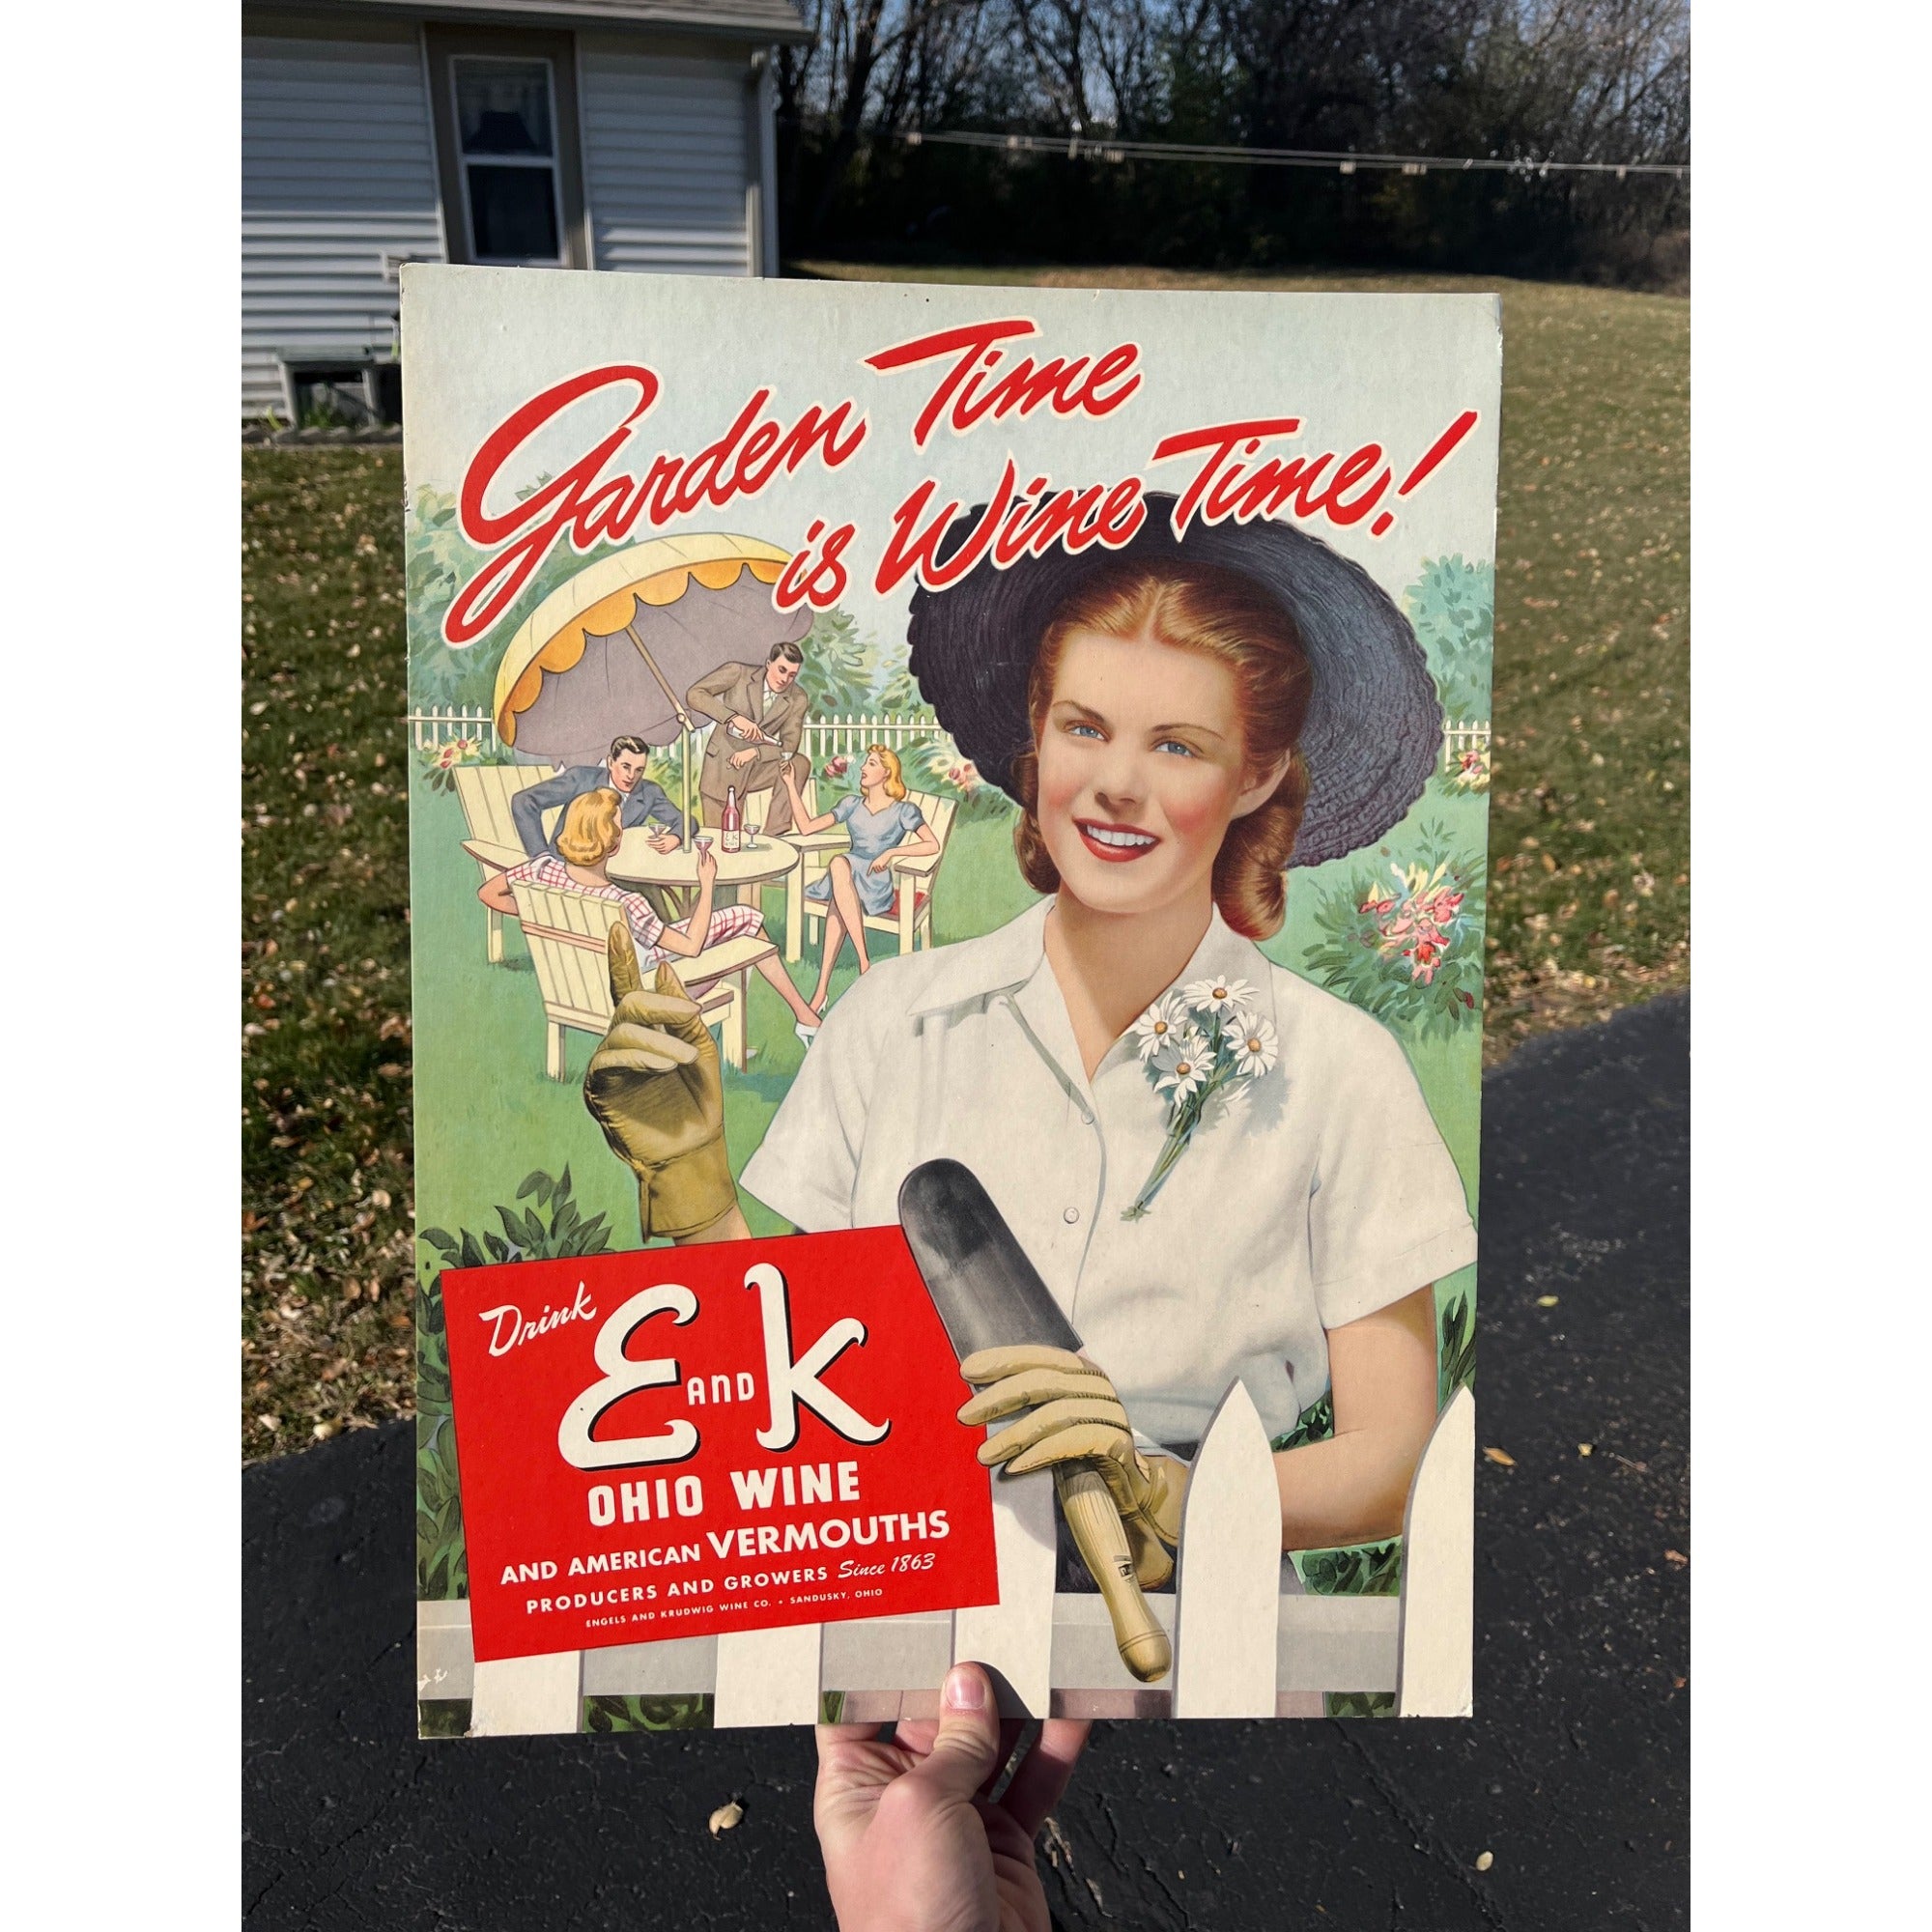 Garden Time
is Wine Time!
Drink
E AND K
OHIO WINE
AND AMERICAN VERMOUTHS
PRODUCERS AND GROWERS Since 1863
ENGELS AND KRUDWIG WINE CO. • SANDUSKY, OHIO